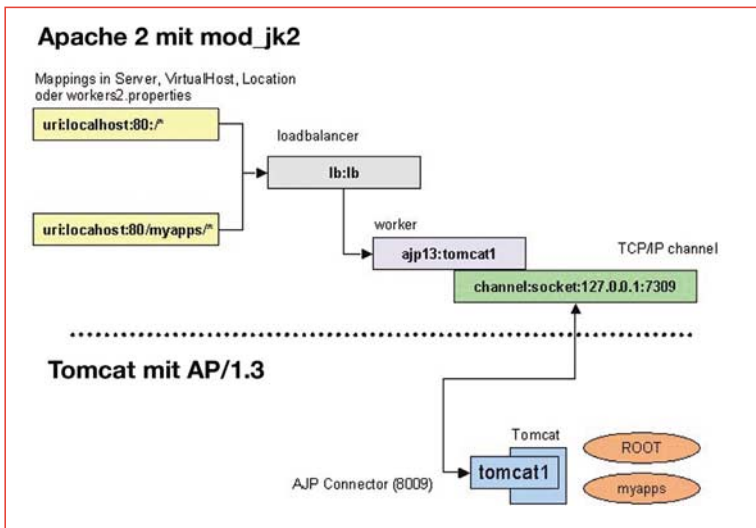 Apache 2 mit mod_jk2
Mappings in Server, VirtualHost, Location
oder workers2.properties
uri:localhost:80:/*
loadbalancer
lb:lb
uri:locahost:80/myapps/*
worker
ajp13:tomcat1
TCP/IP channel
channel:socket:127.0.0.1:7309
Tomcat mit AP/1.3
Tomcat
ROOT
tomcat1
AJP Connector (8009)
myapps